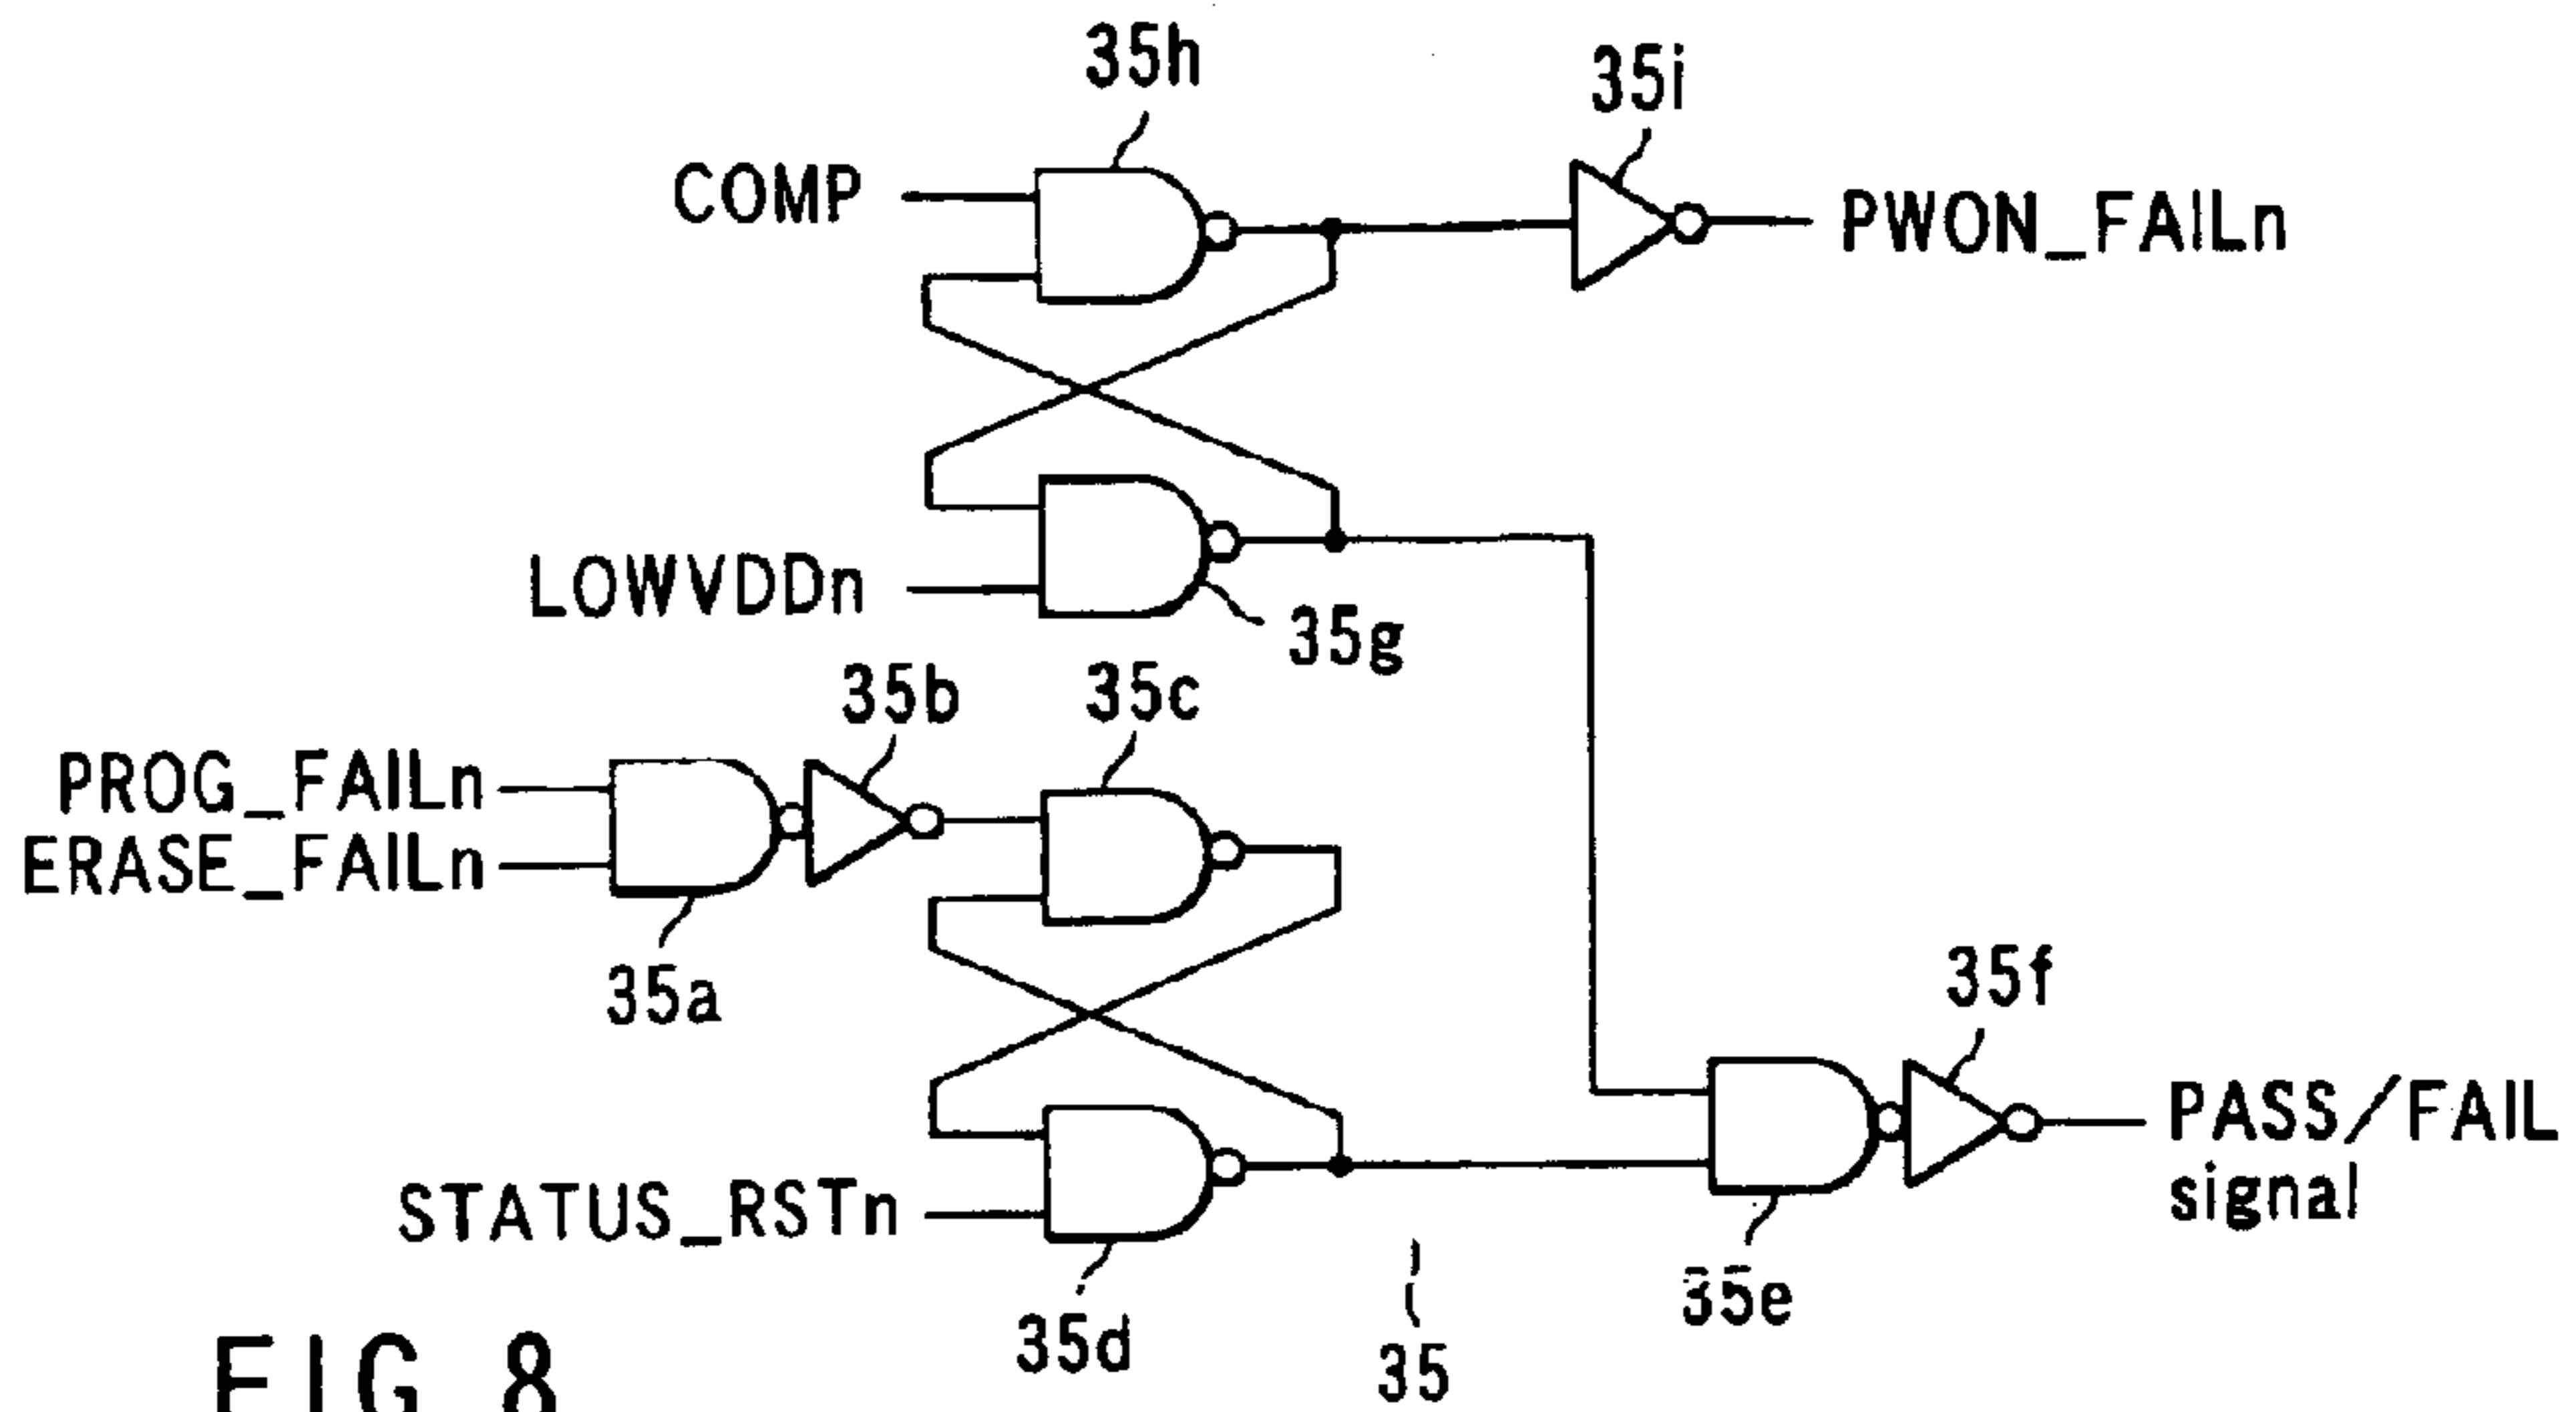 35h
35i
COMP
PWON_FAILn
LOWVDDn
35g
35b
35c
PROG_FAILn
ERASE_FAILn
35a
35f
PASS/FAIL
signal
STATUS_RSTn
35e
35d
35
FIG 8